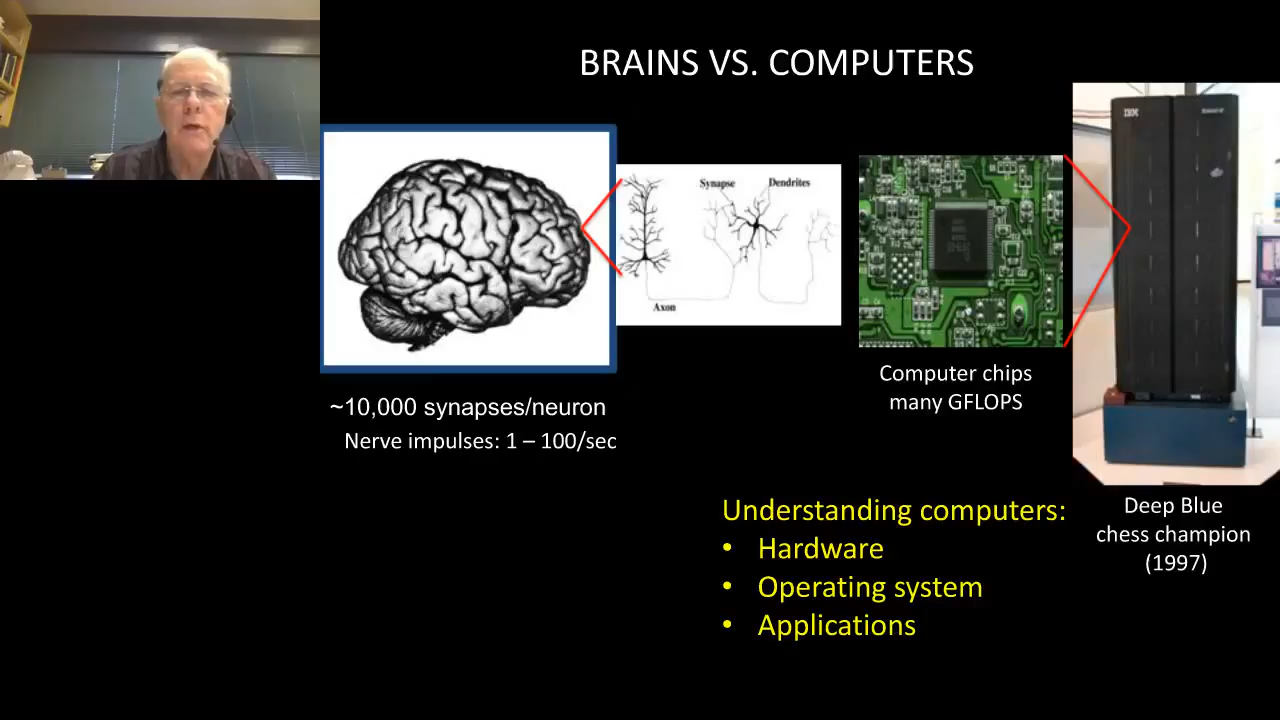 BRAINS VS. COMPUTERS
Synapse
Dendrites
Axon
IBM
Computer chips
many GFLOPS
~10,000 synapses/neuron
Nerve impulses: 1 – 100/sec
Understanding computers:
• Hardware
• Operating system
• Applications
Deep Blue
chess champion
(1997)